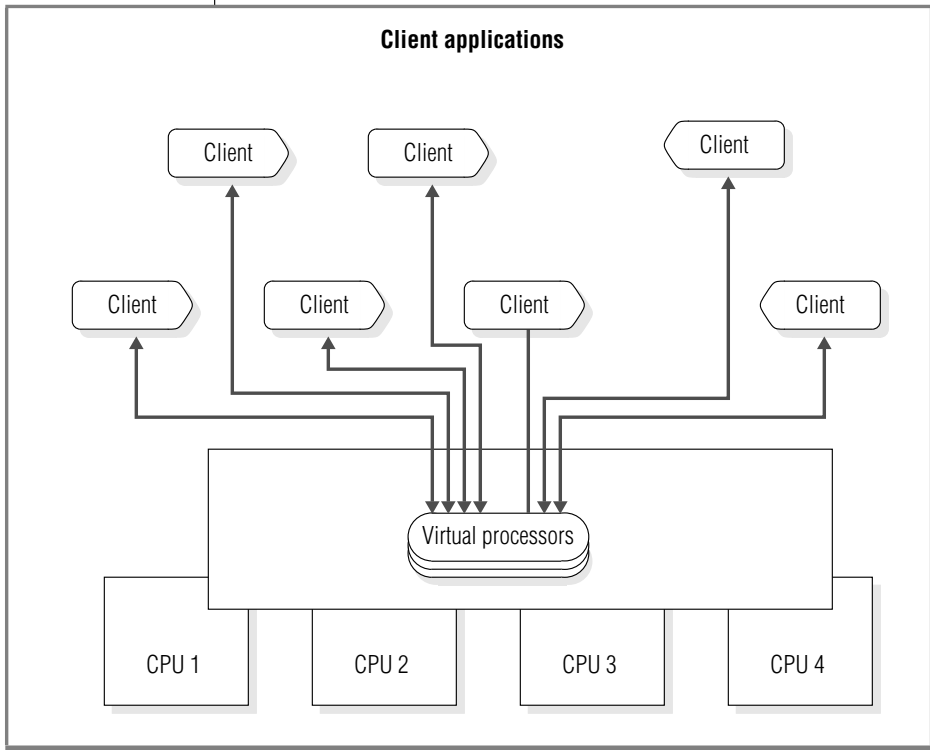 Client applications
Client
Client
Client
Client
Client
Client
Client
Virtual processors
CPU 1
CPU 2
CPU 3
CPU 4